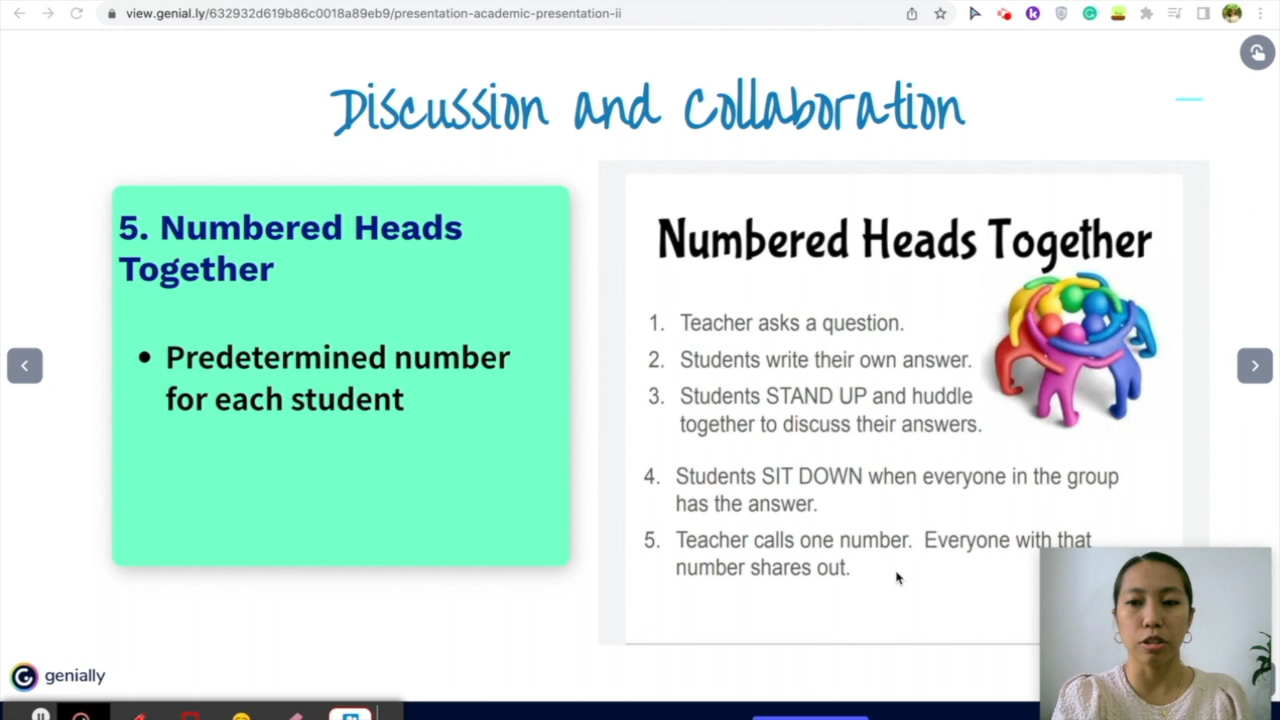 view.genial.ly/632932d619b86c0018a89eb9/presentation-academic-presentation-ii
Discussion and Collaboration
5. Numbered Heads
Together
• Predetermined number
for each student
Numbered Heads Together
1. Teacher asks a question.
2. Students write their own answer.
3. Students STAND UP and huddle
together to discuss their answers.
4. Students SIT DOWN when everyone in the group
has the answer.
5. Teacher calls one number. Everyone with that
number shares out.
genially